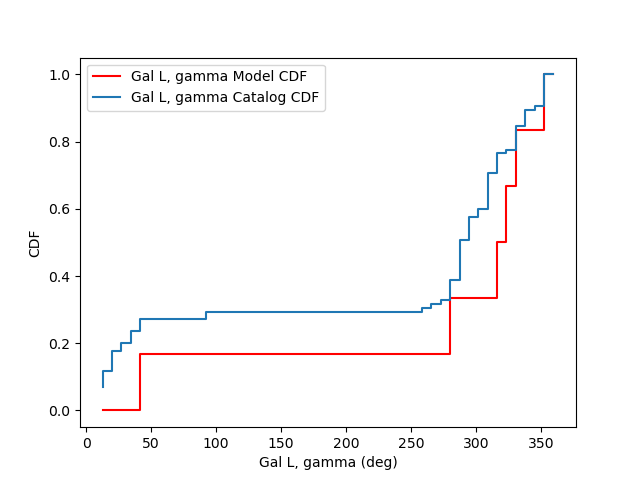 Gal L, gamma Model CDF
Gal L, gamma Catalog CDF
1.0
0.8
0.6
0.4
0.2
0.0
CDF
0 50 100 150 200 250 300 350
Gal L, gamma (deg)